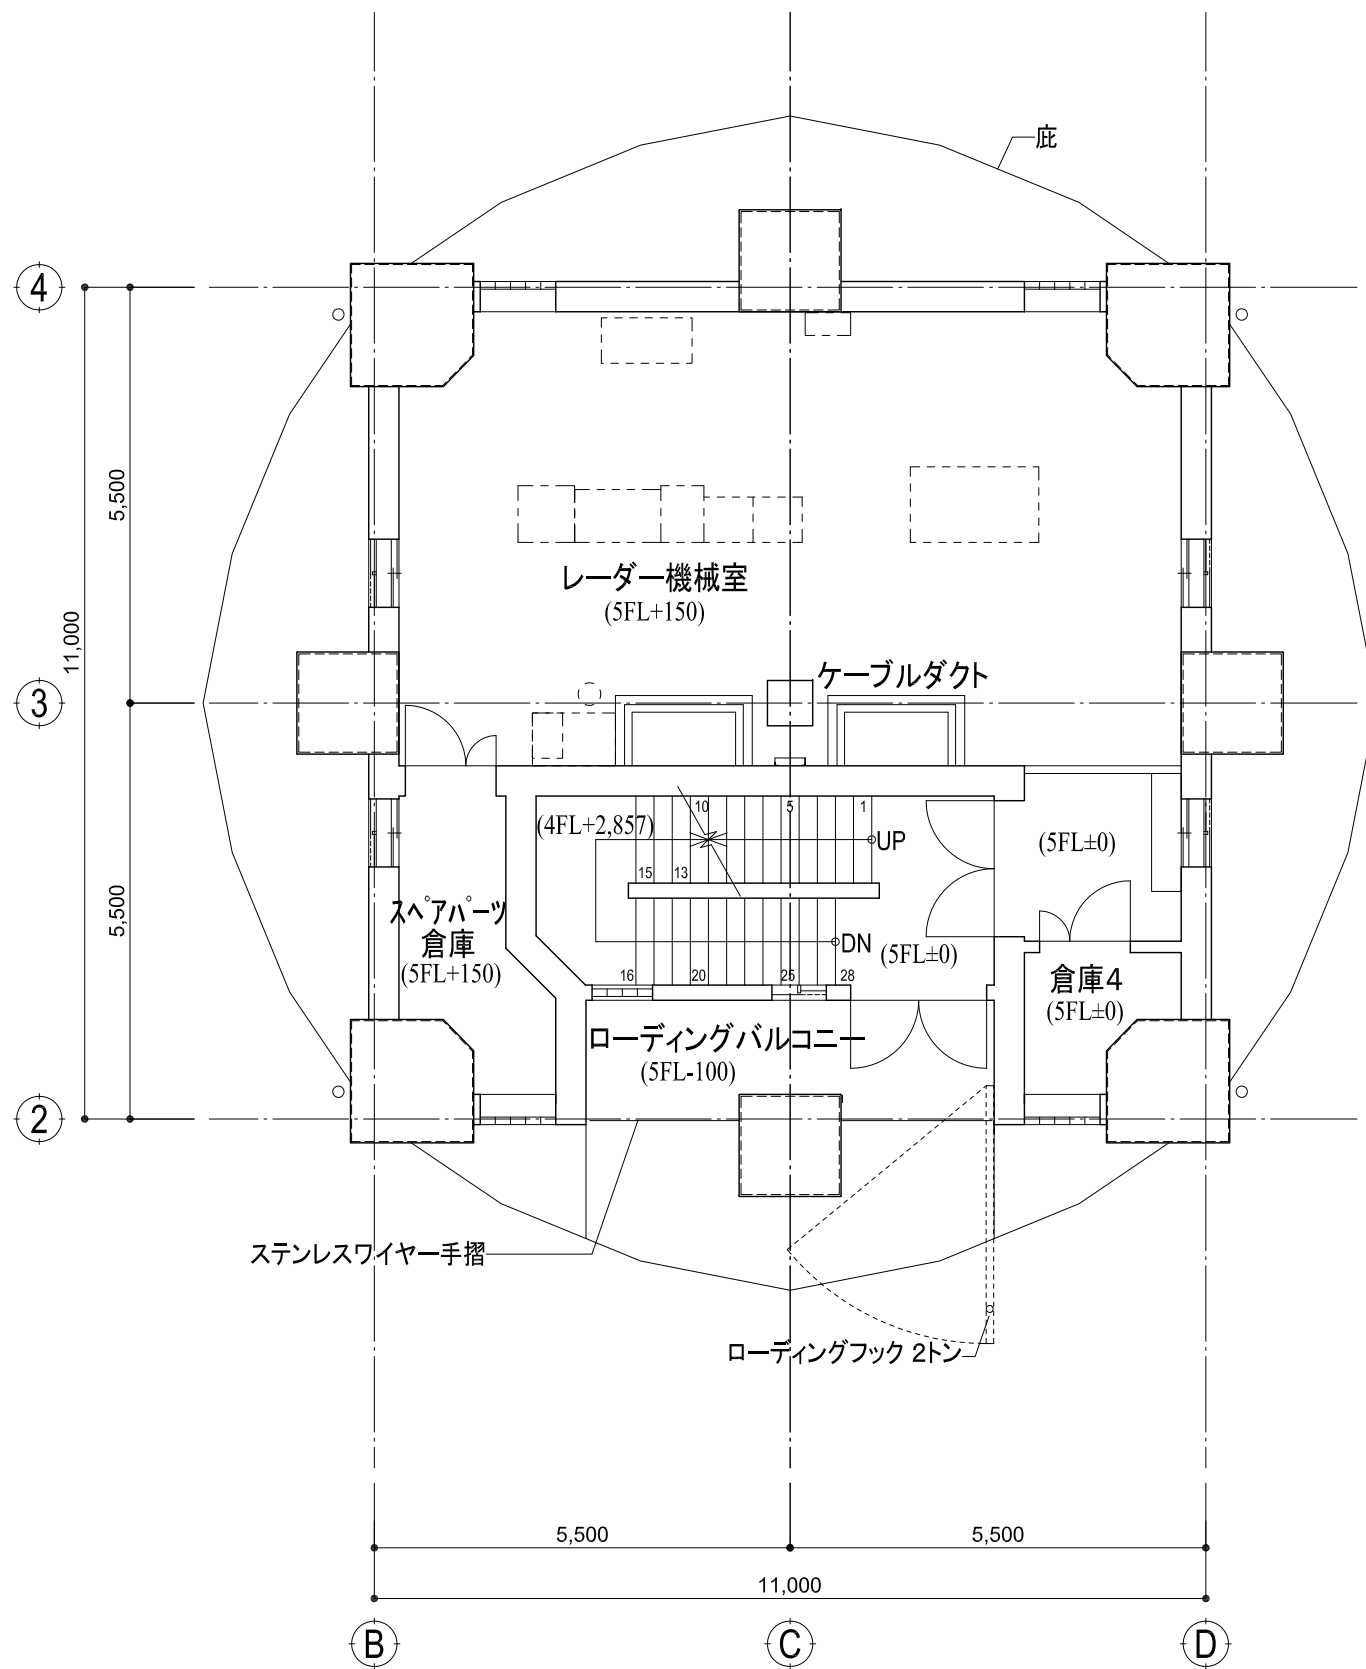 庇
4
5,500
レーダー機械室
(5FL+150)
11,000
ケーブルダクト
3
10
5
1
(4FL+2,857)
UP
(5FL±0)
15
13
5,500
スペアパーツ
倉庫
(5FL+150)
DN
(5FL±0)
16
20
25
28
倉庫4
(5FL±0)
ローディングバルコニー
(5FL-100)
2
ステンレスワイヤー手摺
ローディングフック 2トン
5,500
5,500
11,000
B
C
D